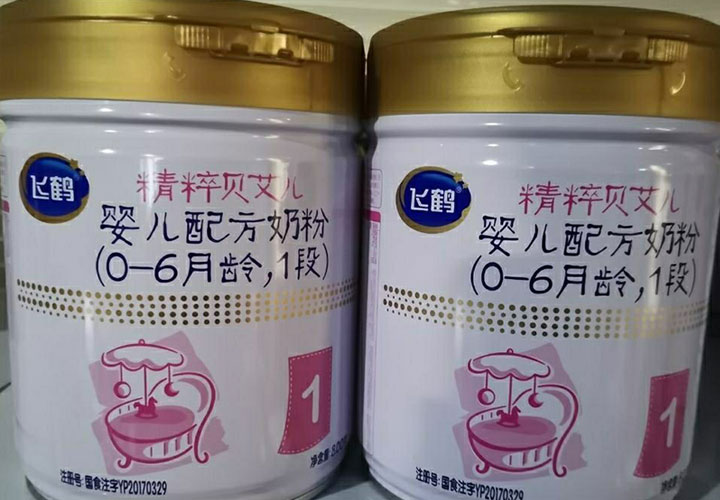 飞鹤
精粹贝艾儿
婴儿配方奶粉
(0-6月龄,1段)
1
净含量:
注册号:国食注字YP20170329
飞鹤
精粹贝艾儿
婴儿配方奶粉
(0-6月龄,1段)
1
注册号:国食注字YP20170329